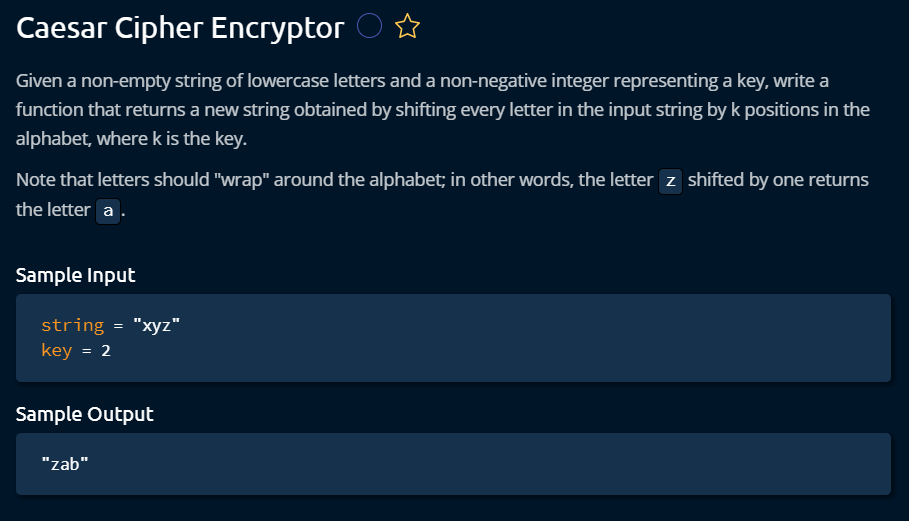 Caesar Cipher Encryptor
Given a non-empty string of lowercase letters and a non-negative integer representing a key, write a
function that returns a new string obtained by shifting every letter in the input string by k positions in the
alphabet, where k is the key.
Note that letters should "wrap" around the alphabet; in other words, the letter z shifted by one returns
the letter a.
Sample Input
string = "xyz"
key = 2
Sample Output
"zab"